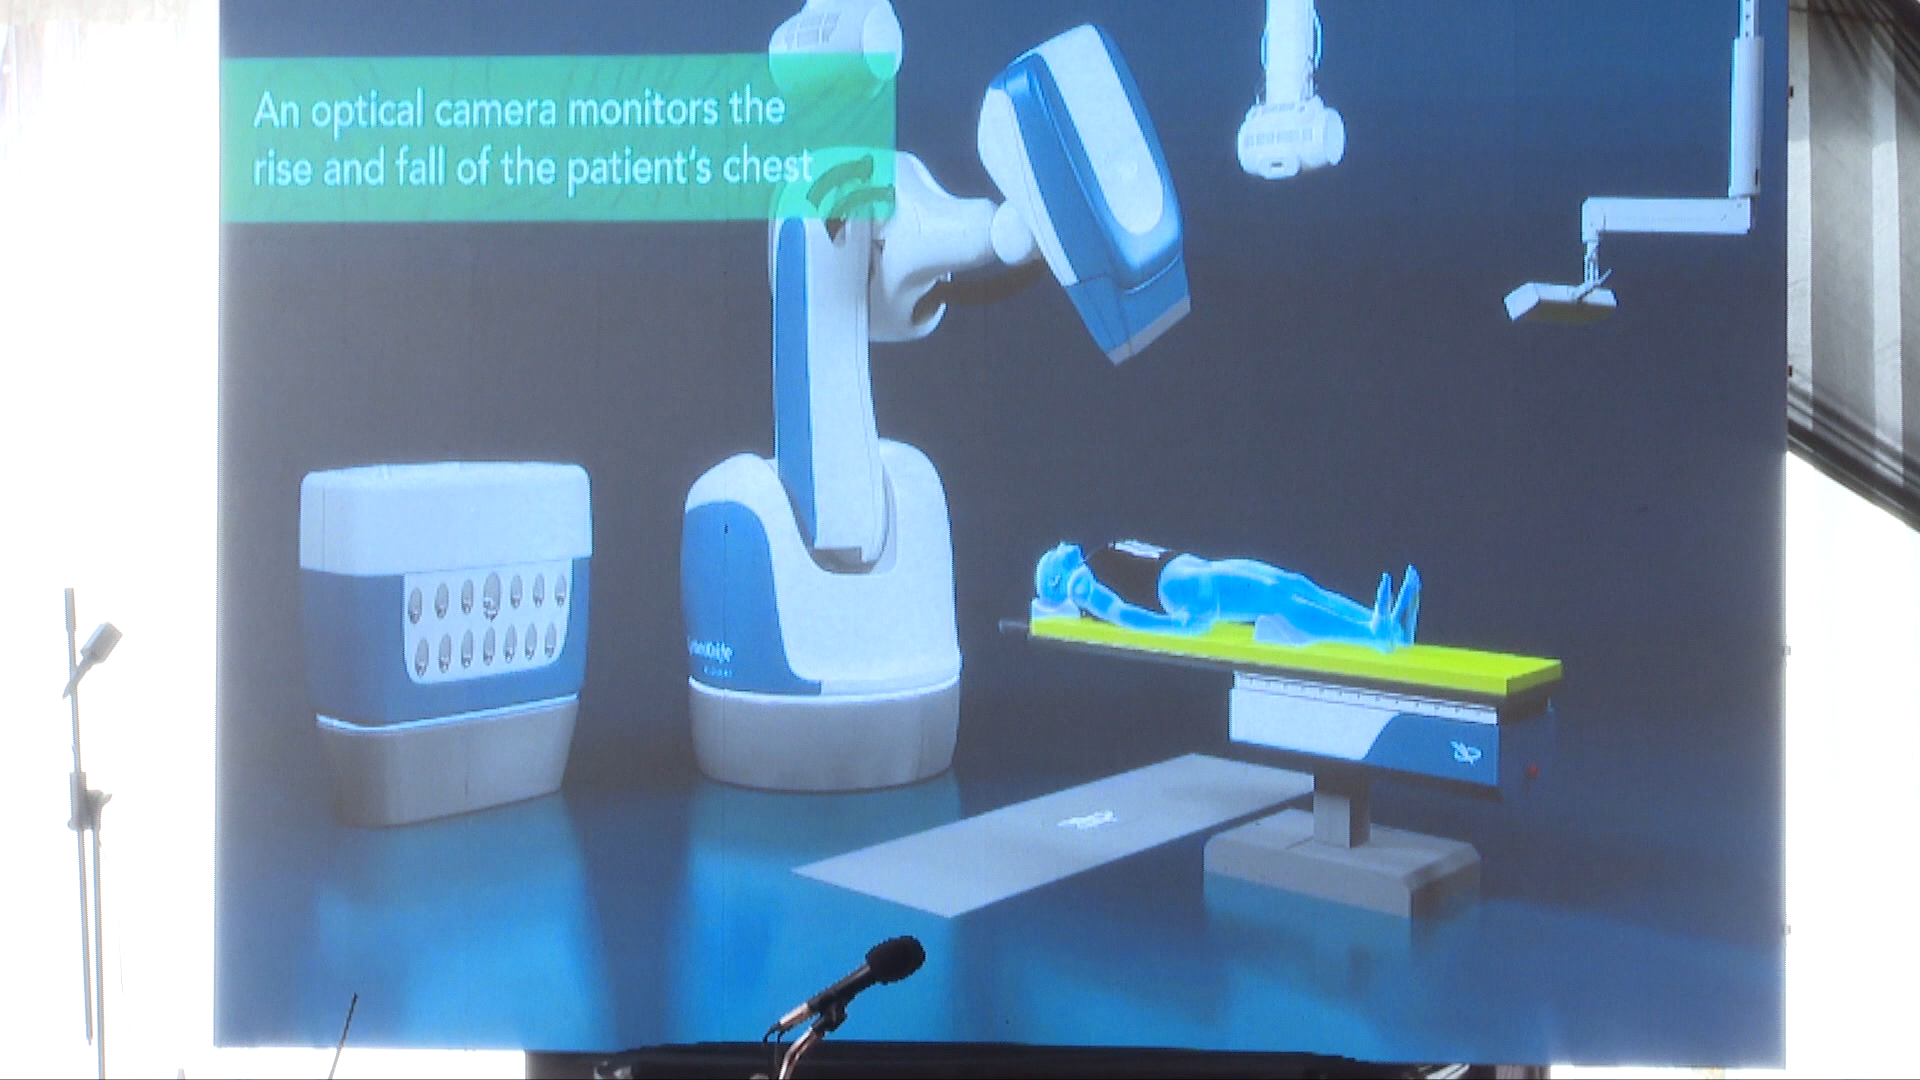 An optical camera monitors the
rise and fall of the patient's chest